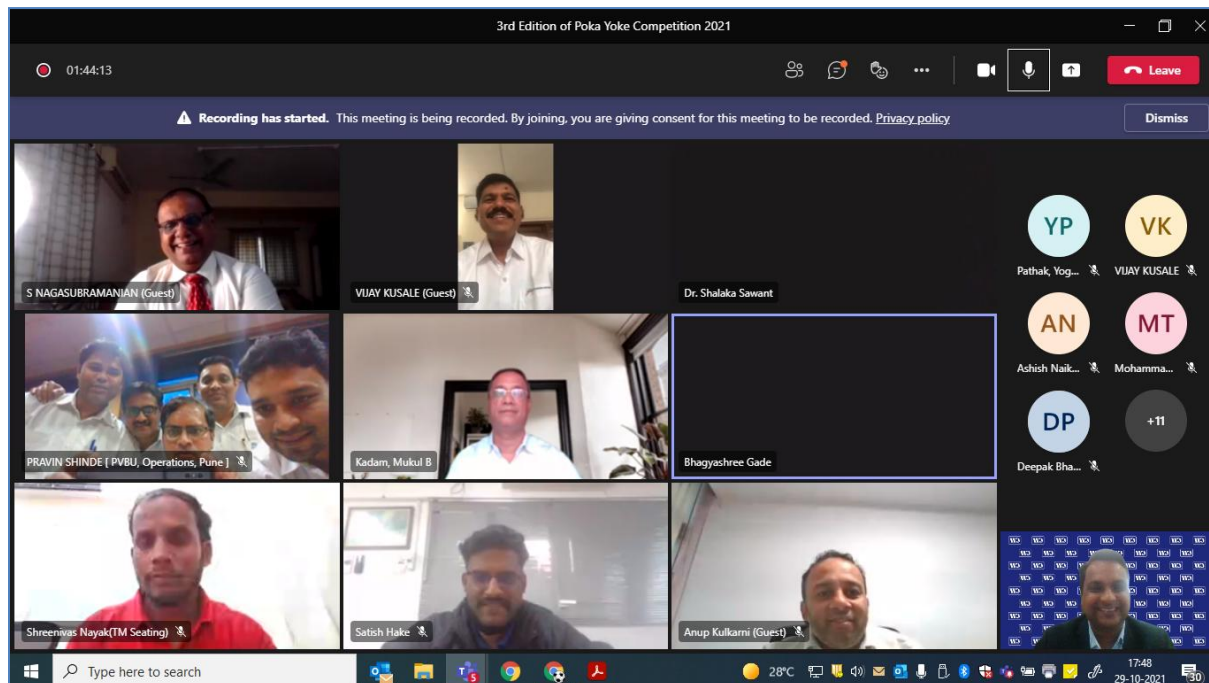 3rd Edition of Poka Yoke Competition 2021
01:44:13
Leave
Recording has started. This meeting is being recorded. By joining, you are giving consent for this meeting to be recorded. Privacy policy
Dismiss
S NAGASUBRAMANIAN (Guest)
VIJAY KUSALE (Guest)
Dr. Shalaka Sawant
YP
VK
Pathak, Yog...
VIJAY KUSALE
PRAVIN SHINDE [ PVBU, Operations, Pune ]
Kadam, Mukul B
Bhagyashree Gade
AN
MT
Ashish Naik...
Mohamma...
DP
+11
Deepak Bha...
Shreenivas Nayak(TM Seating)
Satish Hake
Anup Kulkarni (Guest)
Type here to search
5
28°C
17:48
29-10-2021
30